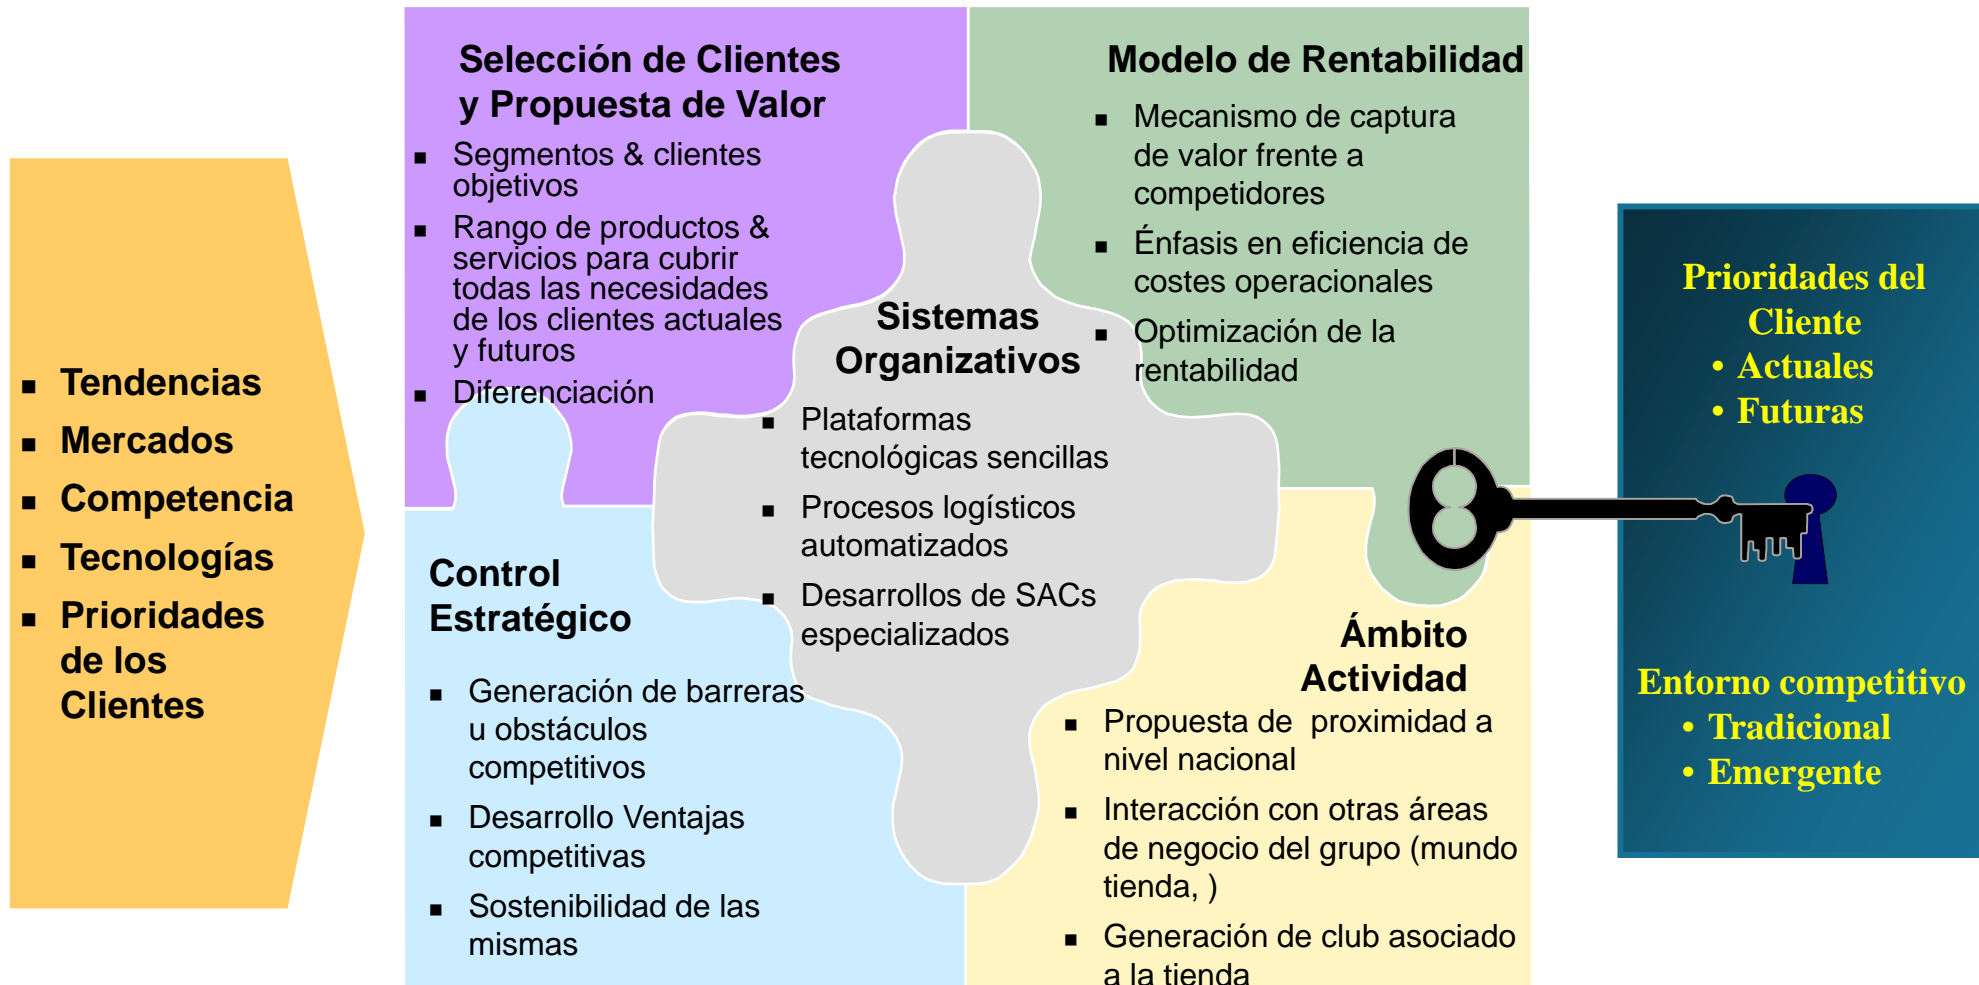 ■ Tendencias
■ Mercados
■ Competencia
■ Tecnologías
■ Prioridades
de los
Clientes
Selección de Clientes
y Propuesta de Valor
■ Segmentos & clientes
objetivos
■ Rango de productos &
servicios para cubrir
todas las necesidades
de los clientes actuales
y futuros
■ Diferenciación
Modelo de Rentabilidad
■ Mecanismo de captura
de valor frente a
competidores
■ Énfasis en eficiencia de
costes operacionales
■ Optimización de la
rentabilidad
Sistemas
Organizativos
■ Plataformas
tecnológicas sencillas
■ Procesos logísticos
automatizados
■ Desarrollos de SACs
especializados
Control
Estratégico
■ Generación de barreras
u obstáculos
competitivos
■ Desarrollo Ventajas
competitivas
■ Sostenibilidad de las
mismas
Ámbito
Actividad
■ Propuesta de proximidad a
nivel nacional
■ Interacción con otras áreas
de negocio del grupo (mundo
tienda, )
■ Generación de club asociado
a la tienda
Prioridades del
Cliente
• Actuales
• Futuras
Entorno competitivo
• Tradicional
• Emergente